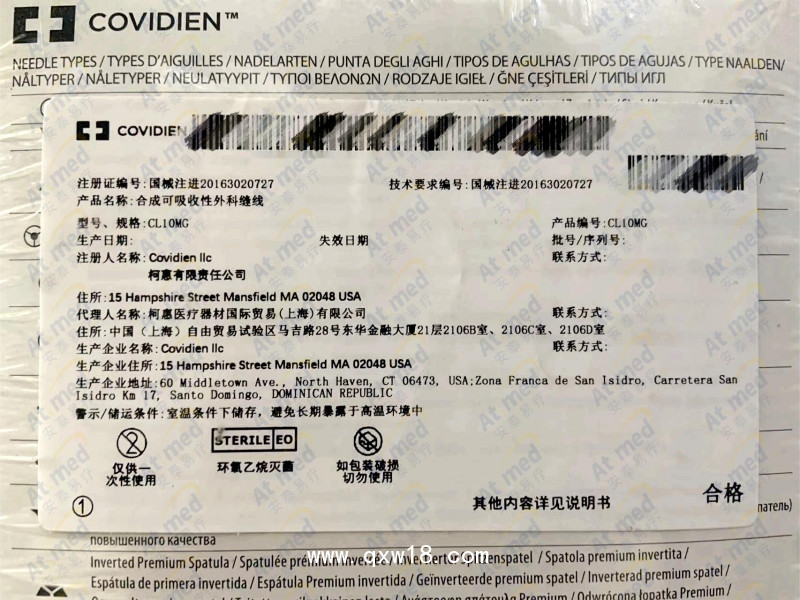 COVIDIEN™
NEEDLE TYPES / TYPES D'AIGUILLES / NADELARTEN / PUNTA DEGLI AGHI / TIPOS DE AGULHAS / TIPOS DE AGUJAS / TYPE NAALDEN/
NÅLTYPER / NÅLETYPER / NEULATYYPIT / ΤΥΠΟΙ ΒΕΛΟΝΩΝ / RODZAJE IGIEŁ / İĞNE ÇEŞİTLERİ / ТИПЫ ИГЛ
COVIDIEN
注册证编号: 国械注进20163020727 技术要求编号: 国械注进20163020727
产品名称: 合成可吸收性外科缝线
型号、规格: CL10MG 产品编号: CL10MG
生产日期: 失效日期 批号/序列号:
注册人名称: Covidien llc 联系方式:
柯惠有限责任公司
住所: 15 Hampshire Street Mansfield MA 02048 USA
代理人名称: 柯惠医疗器材国际贸易(上海)有限公司 联系方式:
住所: 中国（上海）自由贸易试验区马吉路28号东华金融大厦21层2106B室、2106C室、2106D室
生产企业名称: Covidien llc 联系方式:
生产企业住所: 15 Hampshire Street Mansfield MA 02048 USA
生产企业地址: 60 Middletown Ave., North Haven, CT 06473, USA;Zona Franca de San Isidro, Carretera San
Isidro Km 17, Santo Domingo, DOMINICAN REPUBLIC
警示/储运条件: 室温条件下储存，避免长期暴露于高温环境中
2 STERILE EO
仅供一 环氧乙烷灭菌 如包装破损
次性使用 切勿使用
① 其他内容详见说明书 合格
повышенного качества
www.qxw18.com
Inverted Premium Spatula / Spatulée prémium inversée
spatel / Spatola premium invertita /
Espátula de primera invertida / Espátula Premium Invertida / Geïnverteerde premium spatel / Inverterad premium spatel /
At med
安泰易疗